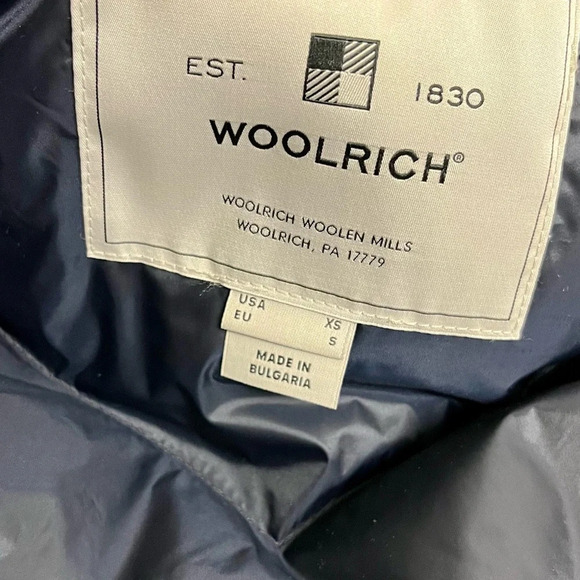 EST. 1830
WOOLRICH®
WOOLRICH WOOLEN MILLS
WOOLRICH, PA 17779
USA XS
EU S
MADE IN
BULGARIA